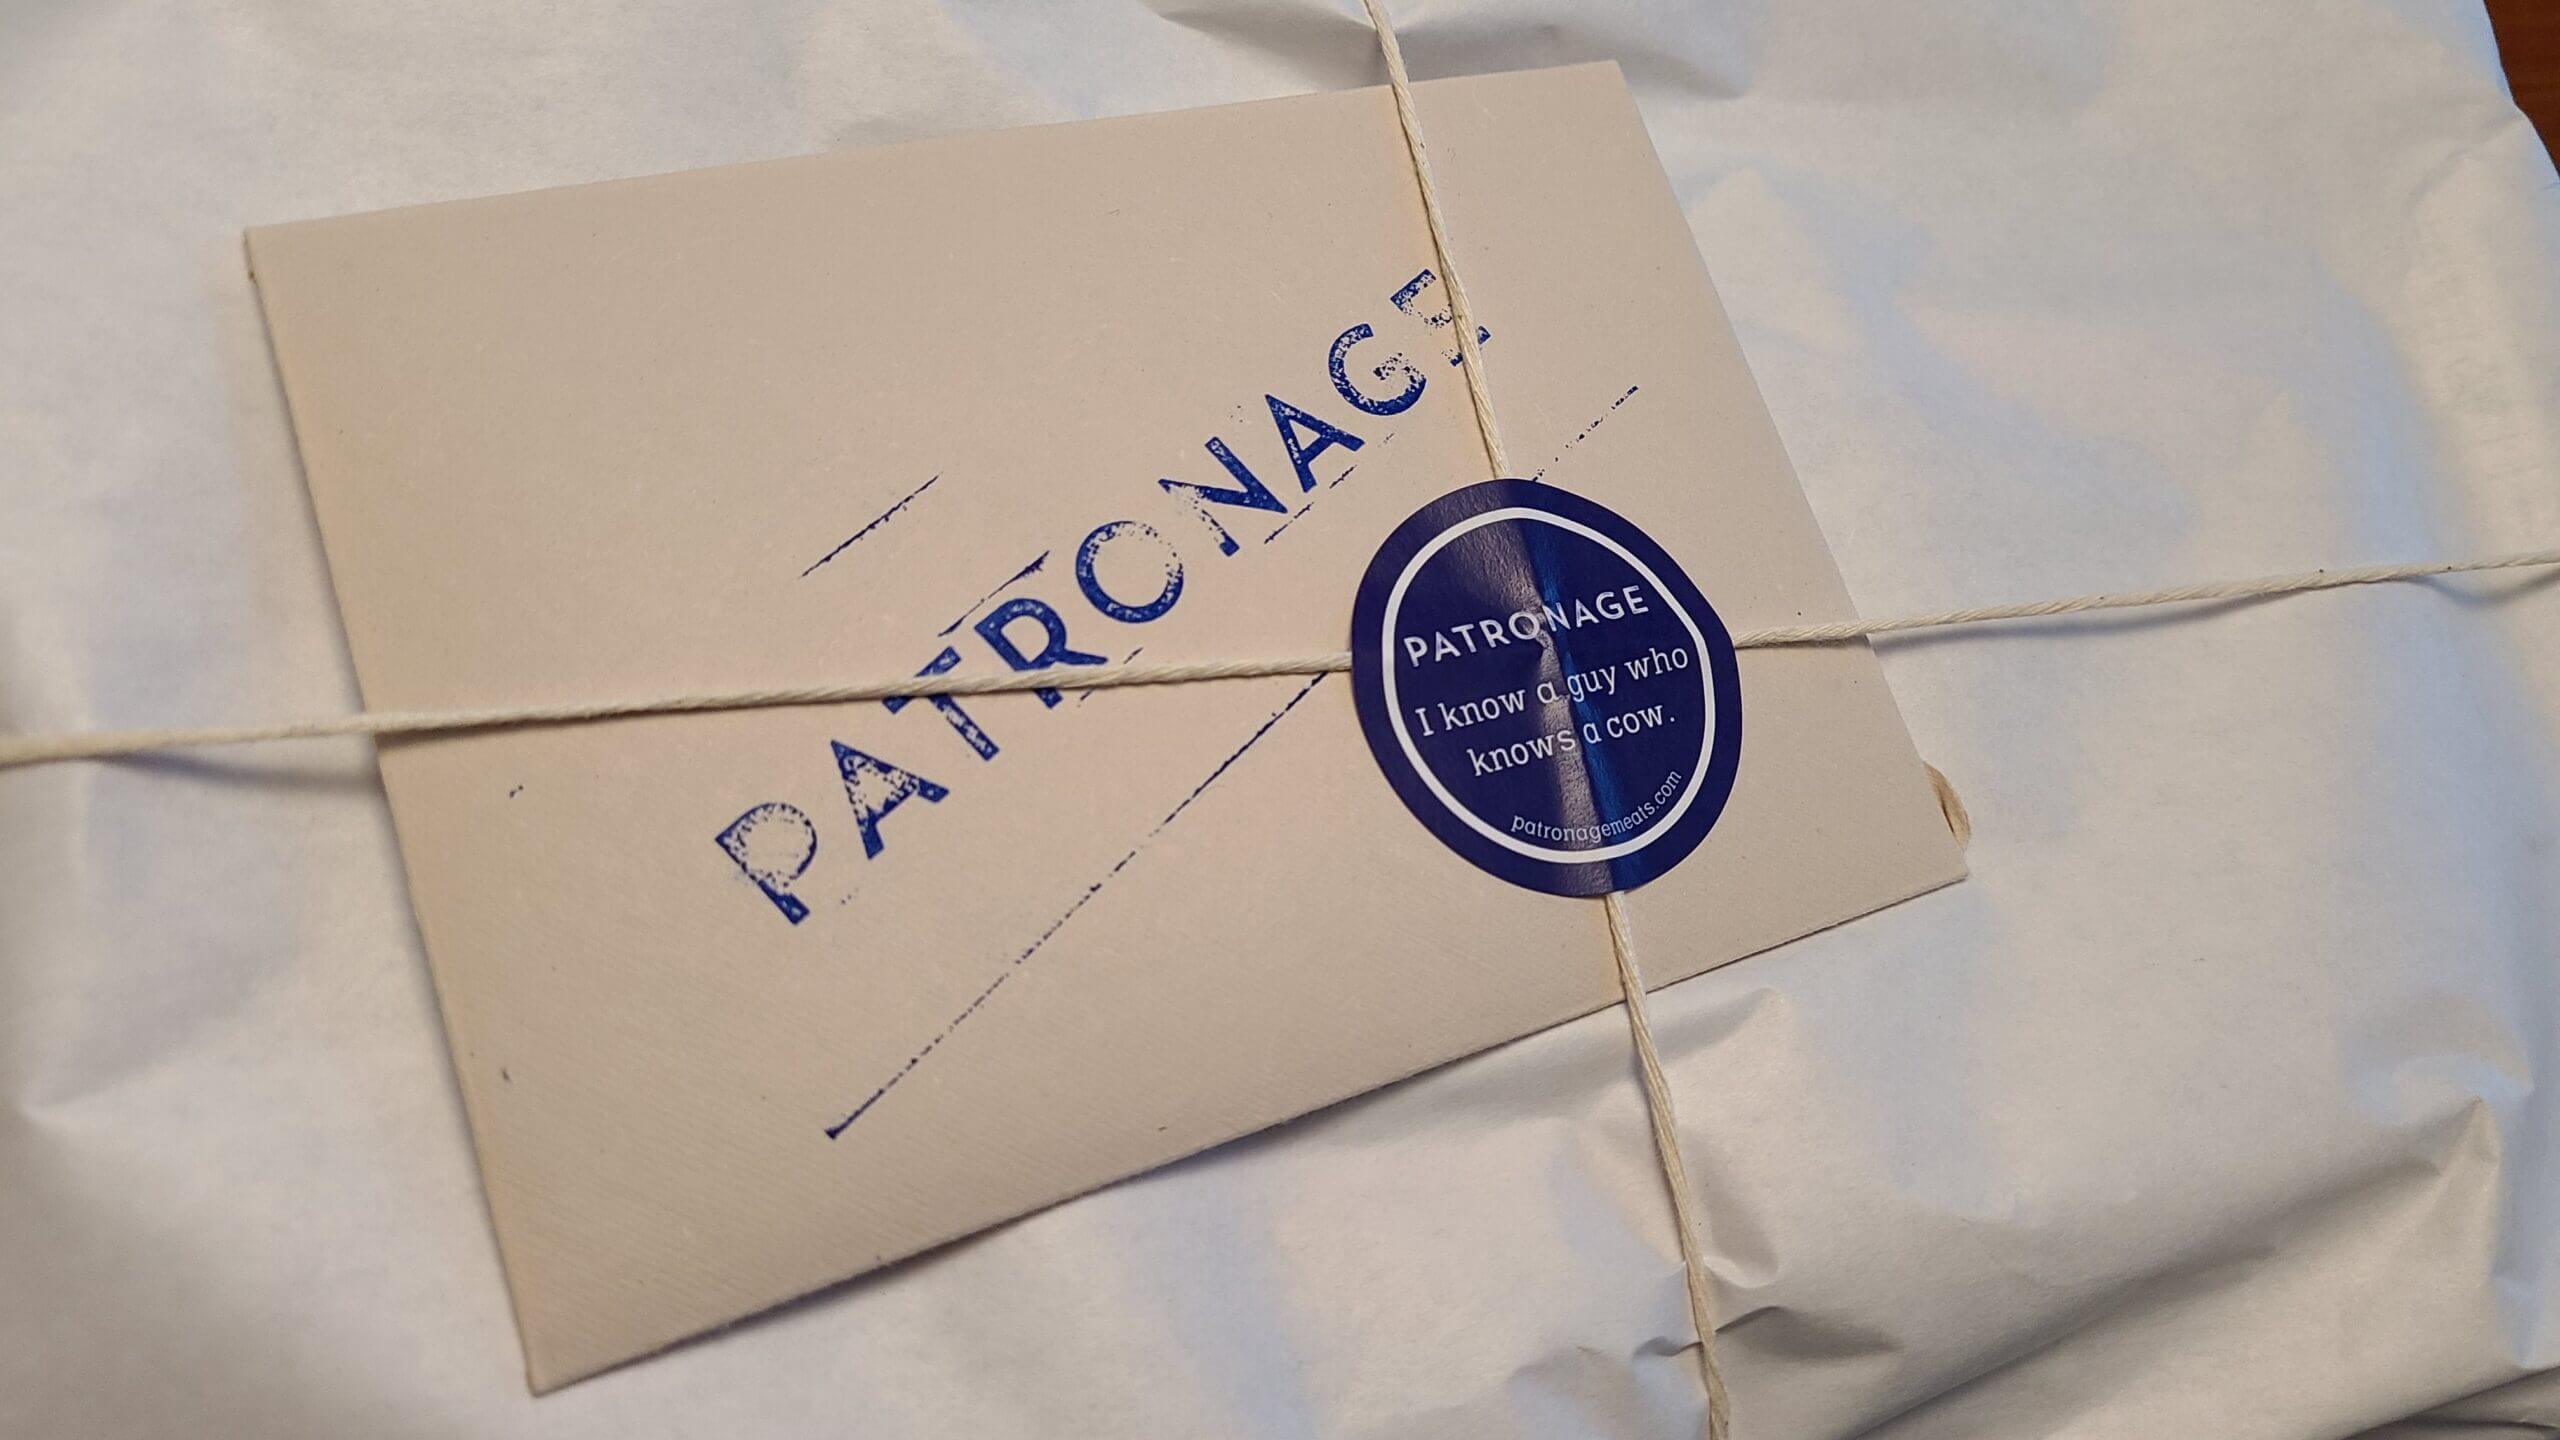 PATRONAGE
PATRONAGE
I know a guy who
knows a cow.
patronagemeats.com